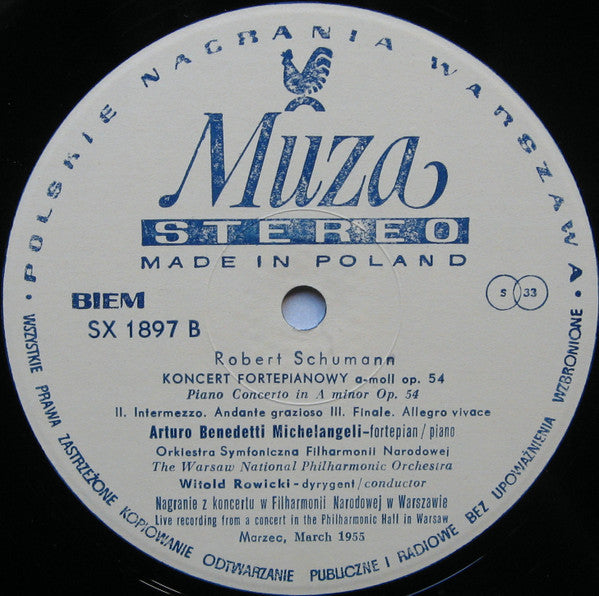 • POLSKIE NAGRANIA WARSZAWA •
Muza
STEREO
MADE IN POLAND
BIEM
SX 1897 B
S 33
Robert Schumann
KONCERT FORTEPIANOWY a-moll op. 54
Piano Concerto in A minor Op. 54
II. Intermezzo. Andante grazioso III. Finale. Allegro vivace
Arturo Benedetti Michelangeli–fortepian / piano
Orkiestra Symfoniczna Filharmonii Narodowej
The Warsaw National Philharmonic Orchestra
Witold Rowicki - dyrygent/conductor
Nagranie z koncertu w Filharmonii Narodowej w Warszawie
Live recording from a concert in the Philharmonic Hall in Warsaw
Marzec, March 1955
WSZYSTKIE PRAWA ZASTRZEŻONE KOPIOWANIE ODTWARZANIE PUBLICZNE I RADIOWE BEZ UPOWAŻNIENIA WZBRONIONE